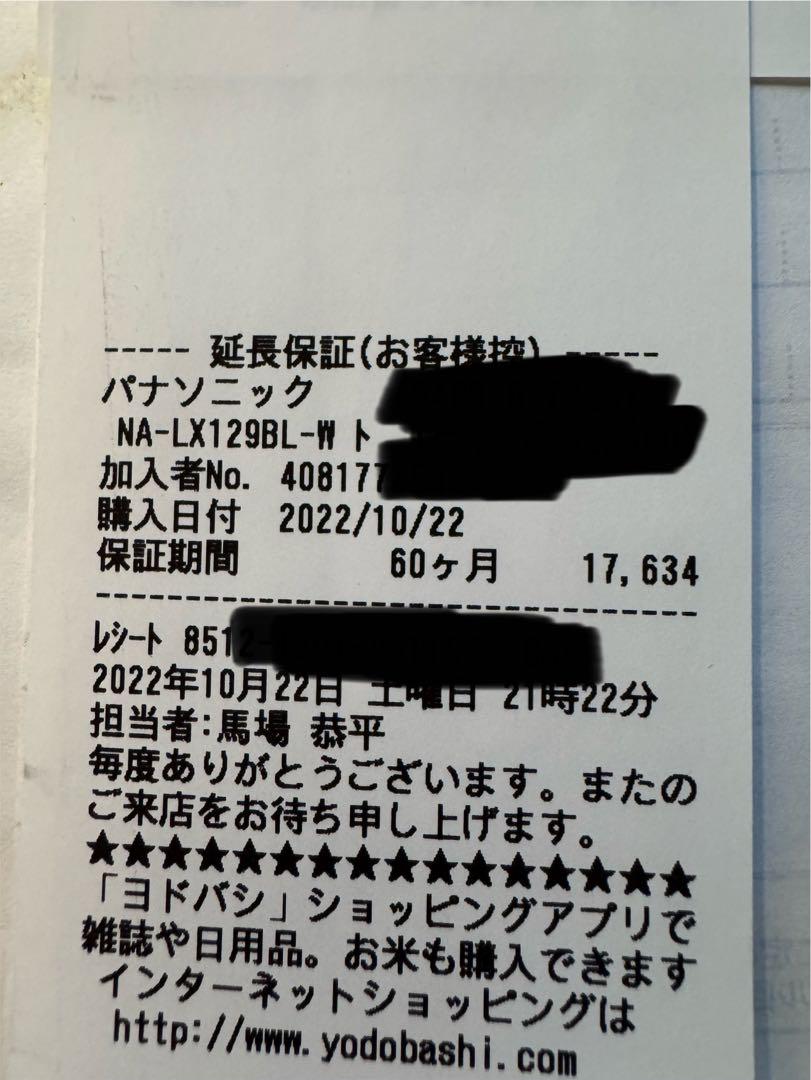 ----- 延長保証(お客様控) -----
パナソニック
NA-LX129BL-W ト
加入者No. 408177
購入日付 2022/10/22
保証期間 60ヶ月 17,634
--------------------------------
レシート 8512-
2022年10月22日 土曜日 21時22分
担当者:馬場 恭平
毎度ありがとうございます。またの
ご来店をお待ち申し上げます。
★★★★★★★★★★★★★★★★
「ヨドバシ」ショッピングアプリで
雑誌や日用品。お米も購入できます
インターネットショッピングは
http://www.yodobashi.com